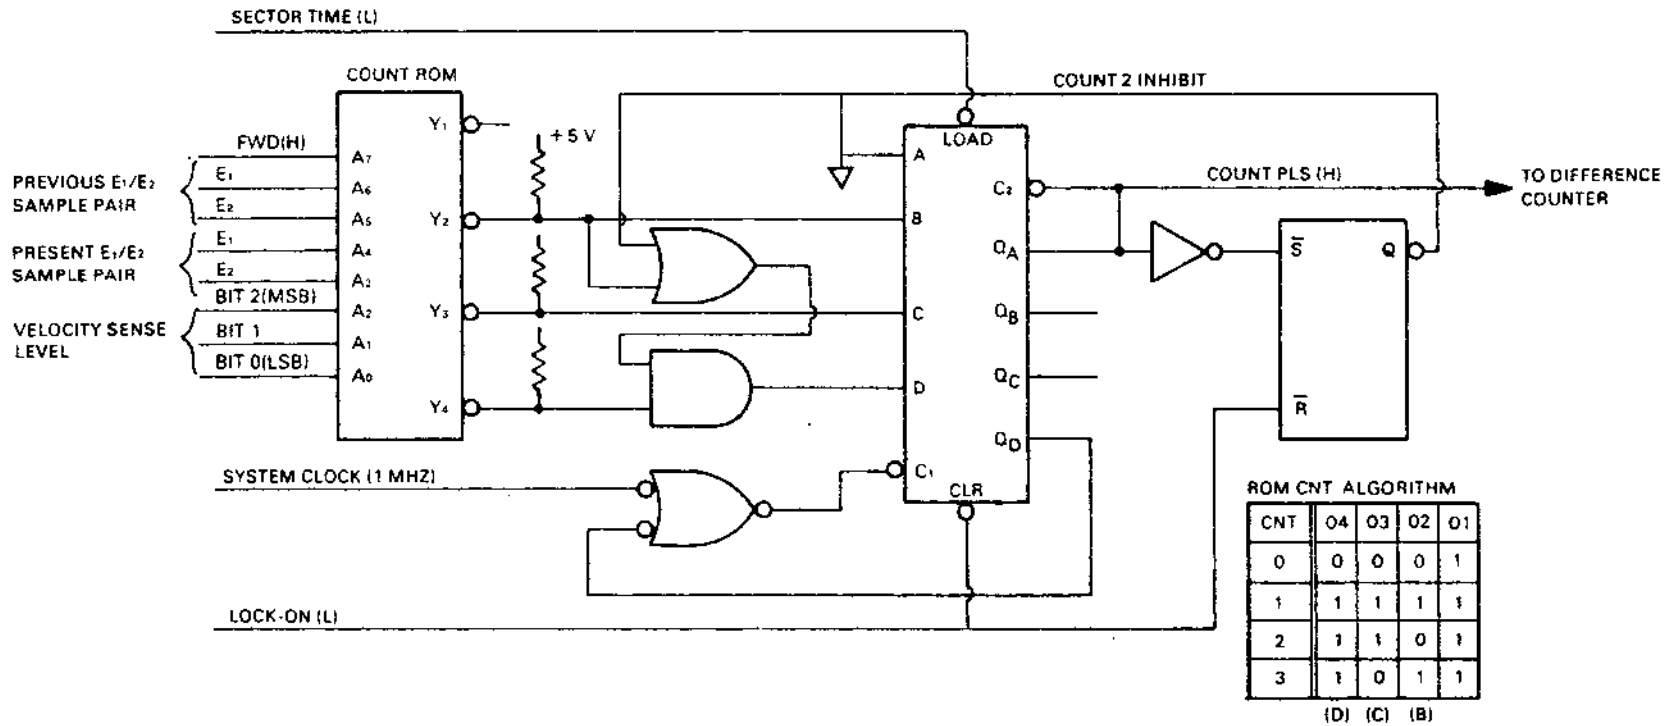 SECTOR TIME (L)
COUNT ROM
COUNT 2 INHIBIT
+5 V
FWD(H)
PREVIOUS E1/E2
SAMPLE PAIR
E1
E2
PRESENT E1/E2
SAMPLE PAIR
E1
E2
BIT 2(MSB)
VELOCITY SENSE
LEVEL
BIT 1
BIT 0(LSB)
A7
A6
A5
A4
A3
A2
A1
A0
Y1
Y2
Y3
Y4
LOAD
A
B
C
D
C1
CLR
C2
QA
QB
QC
QD
COUNT PLS (H)
TO DIFFERENCE
COUNTER
S
Q
R
SYSTEM CLOCK (1 MHZ)
LOCK-ON (L)
ROM CNT ALGORITHM
CNT 04 03 02 01
0 0 0 0 1
1 1 1 1 1
2 1 1 0 1
3 1 0 1 1
(D) (C) (B)